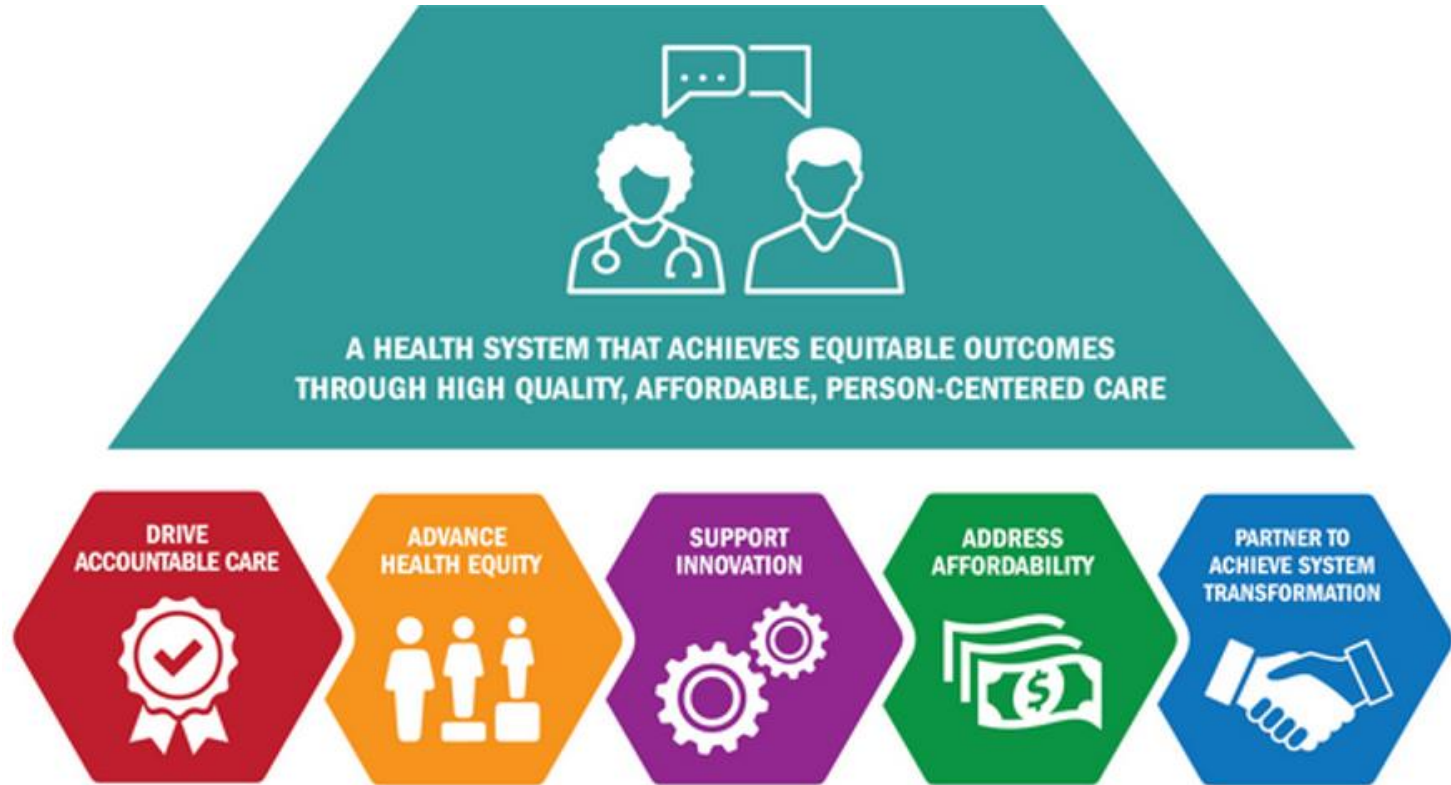 A HEALTH SYSTEM THAT ACHIEVES EQUITABLE OUTCOMES
THROUGH HIGH QUALITY, AFFORDABLE, PERSON-CENTERED CARE
DRIVE
ACCOUNTABLE CARE
ADVANCE
HEALTH EQUITY
SUPPORT
INNOVATION
ADDRESS
AFFORDABILITY
$
PARTNER TO
ACHIEVE SYSTEM
TRANSFORMATION